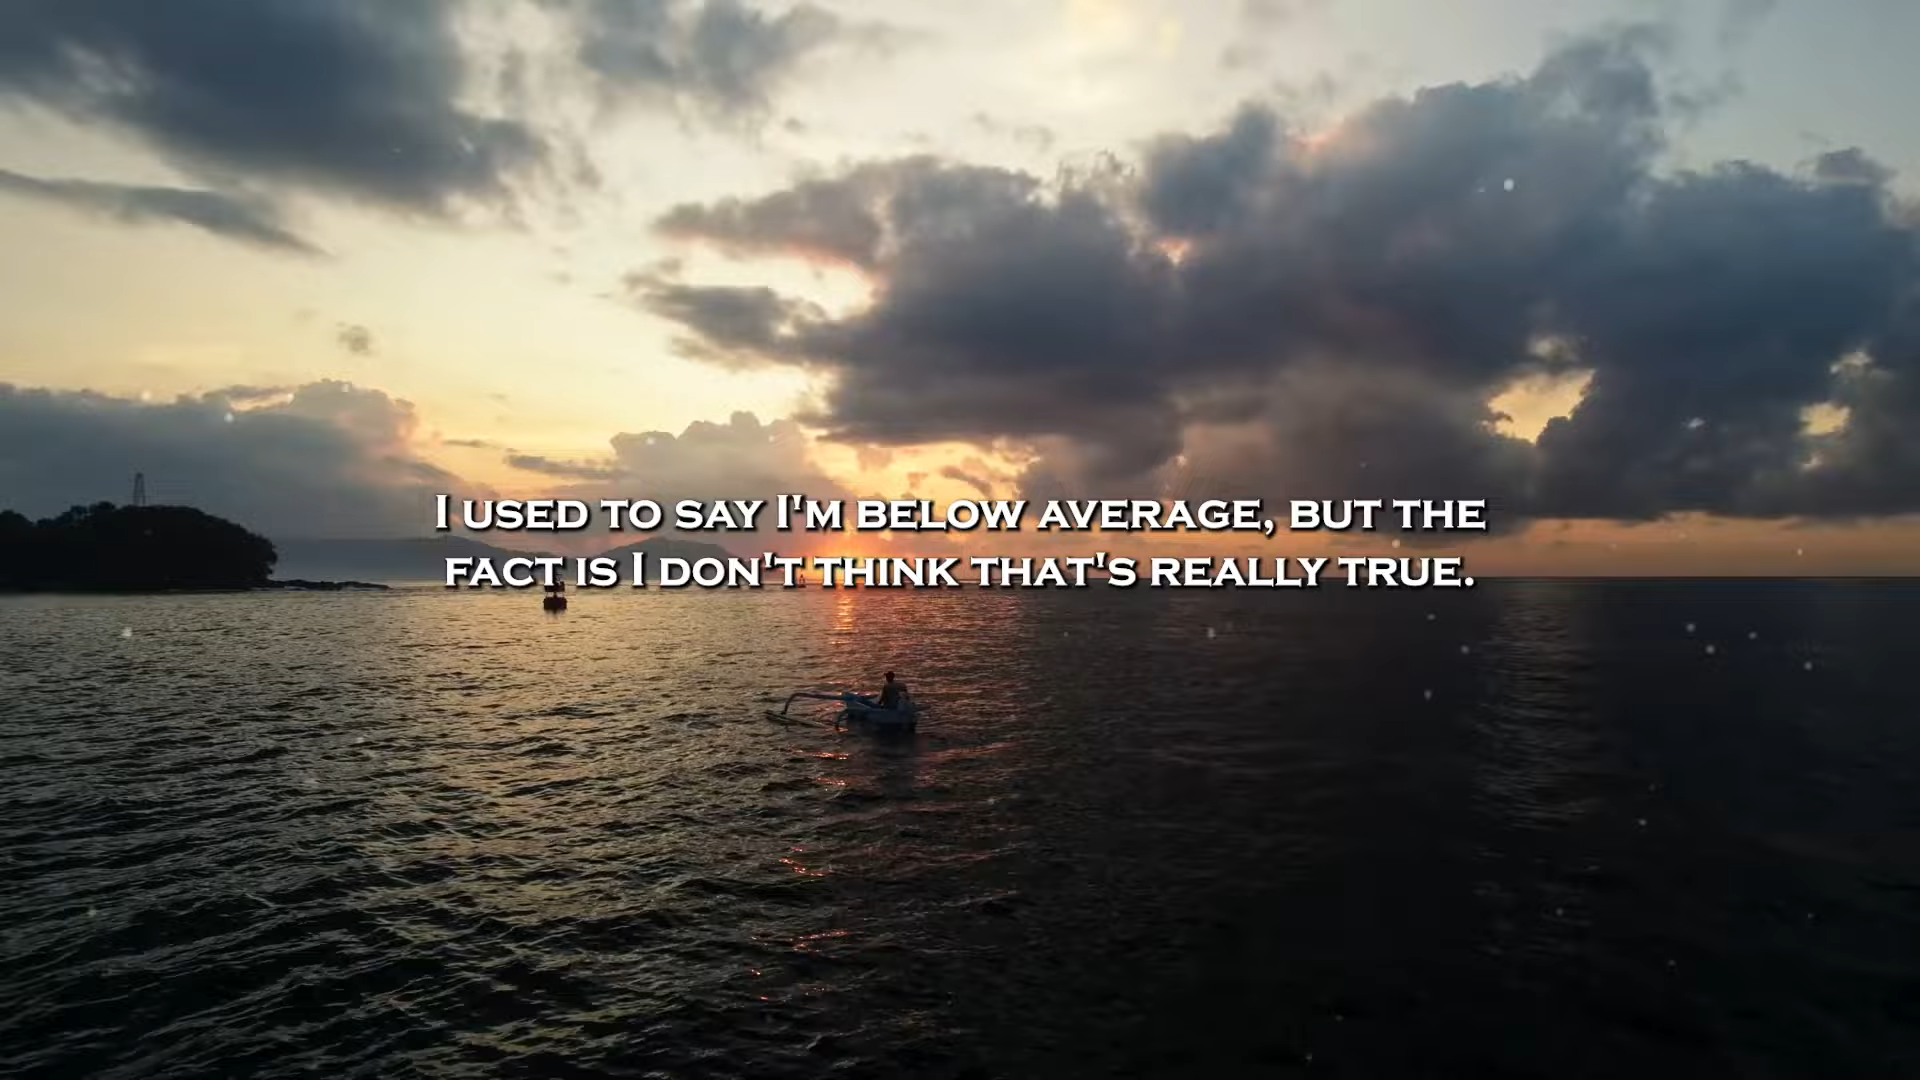 I USED TO SAY I'M BELOW AVERAGE, BUT THE
FACT IS I DON'T THINK THAT'S REALLY TRUE.